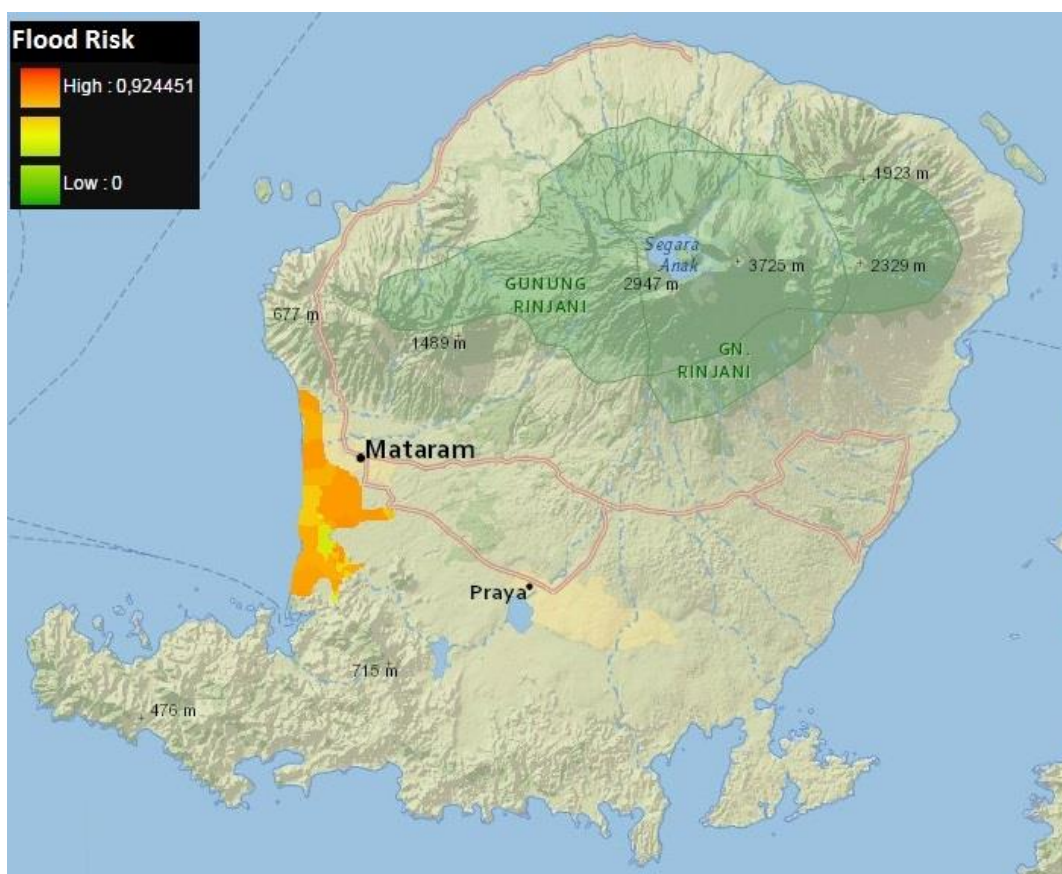 Flood Risk
High : 0,924451
Low : 0
1923 m
Segara
Anak
3725 m
2329 m
2947 m
GUNUNG
RINJANI
677 m
1489 m
GN.
RINJANI
Mataram
Praya
715 m
476 m